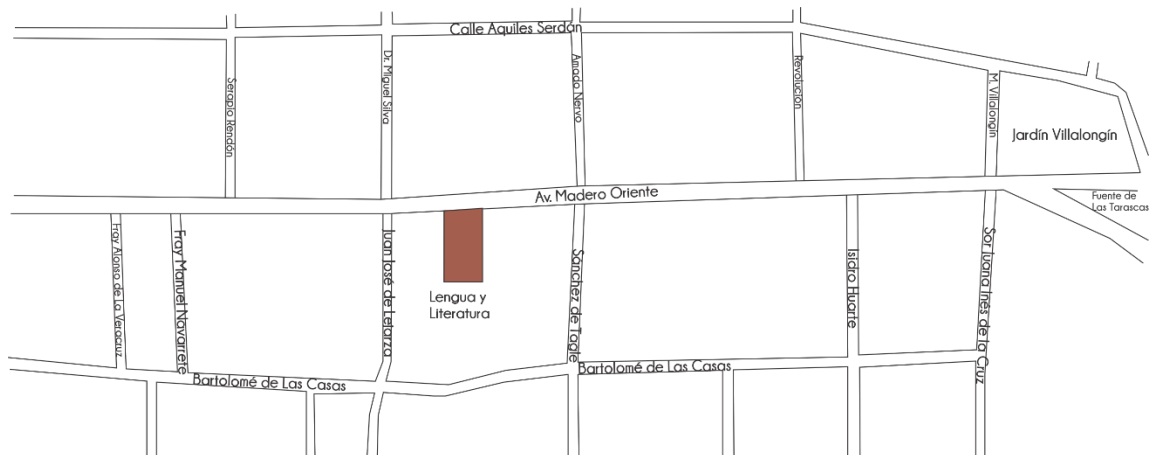 Calle Aquiles Serdán
Serapio Rendón
Dr. Miguel Silva
Amado Nervo
Revolución
M. Villalongín
Jardín Villalongín
Av. Madero Oriente
Fuente de
Las Tarascas
Fray Alonso de La Veracruz
Fray Manuel Navarrete
Juan José de Lejarza
Lengua y
Literatura
Sánchez de Tagle
Isidro Huarte
Sor Juana Inés de la Cruz
Bartolomé de Las Casas
Bartolomé de Las Casas